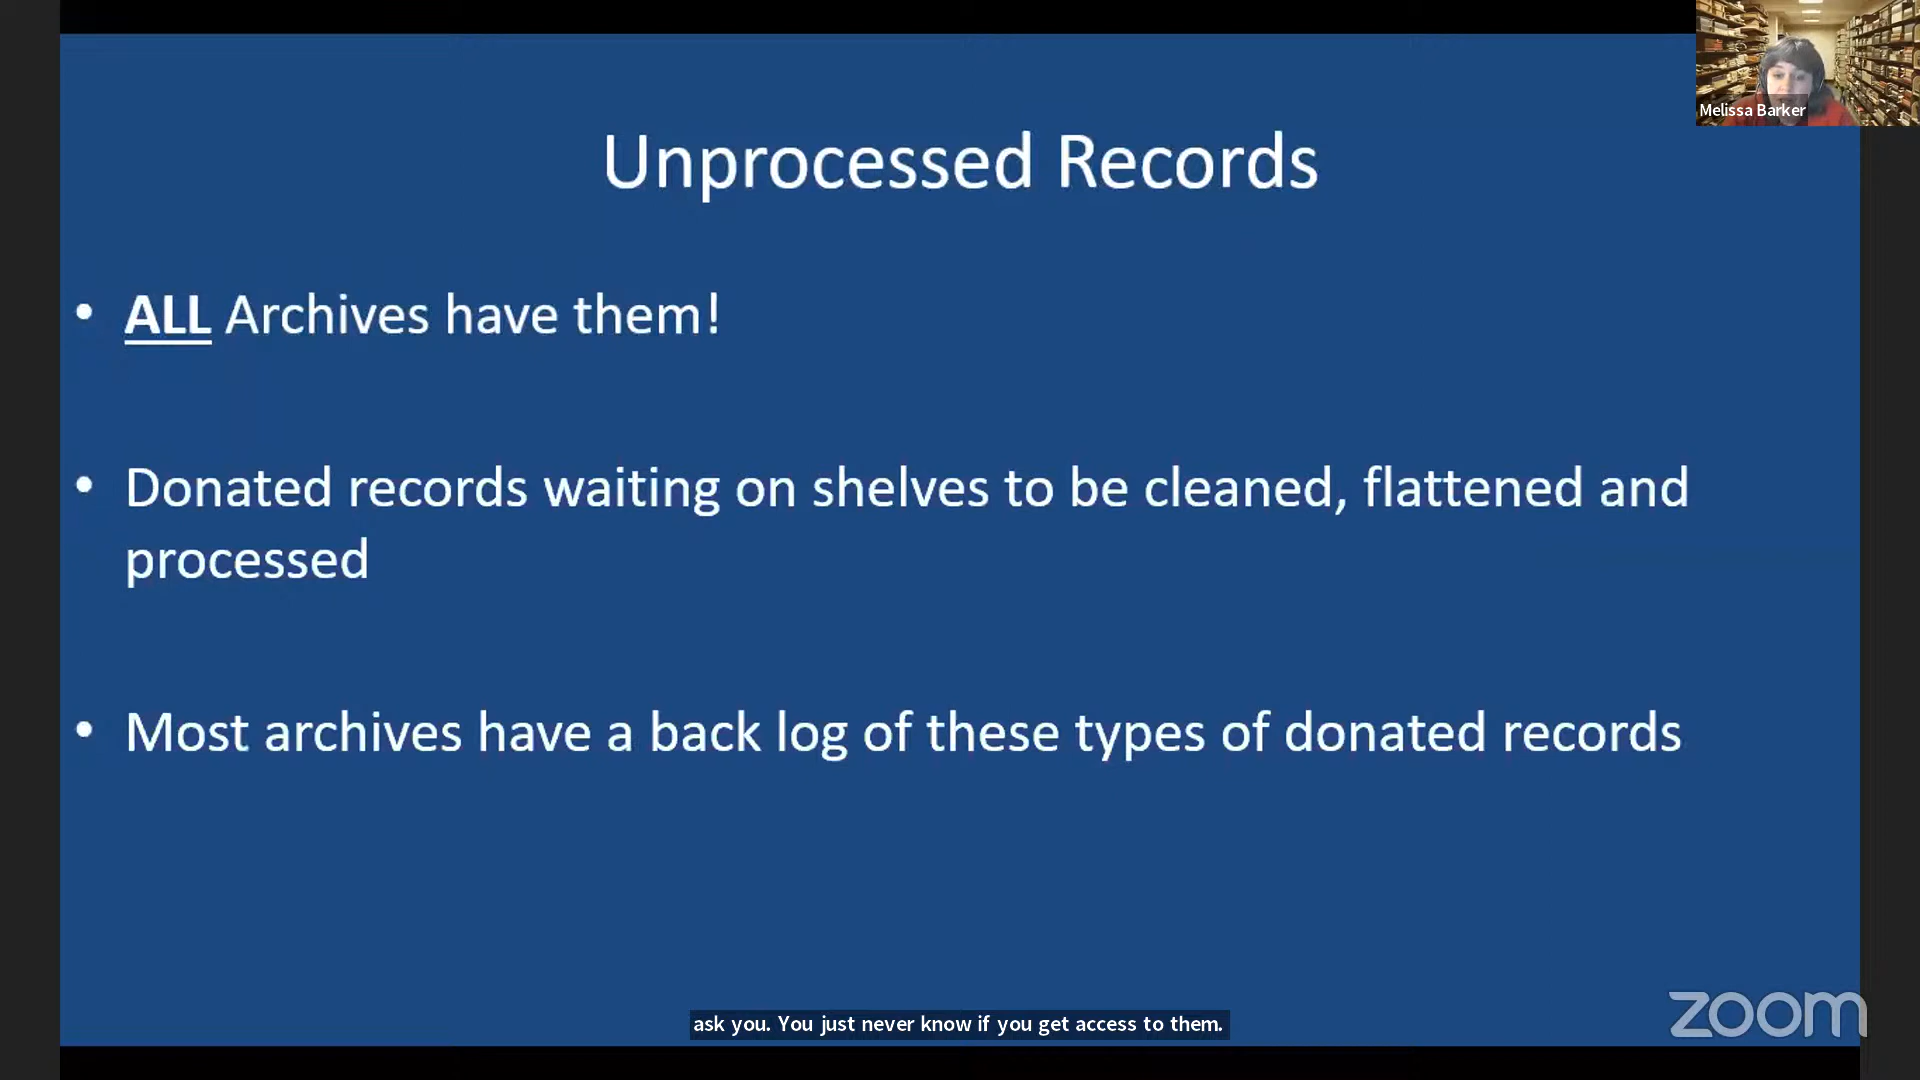 Melissa Barker
Unprocessed Records
• ALL Archives have them!
• Donated records waiting on shelves to be cleaned, flattened and
processed
• Most archives have a back log of these types of donated records
ask you. You just never know if you get access to them.
zoom